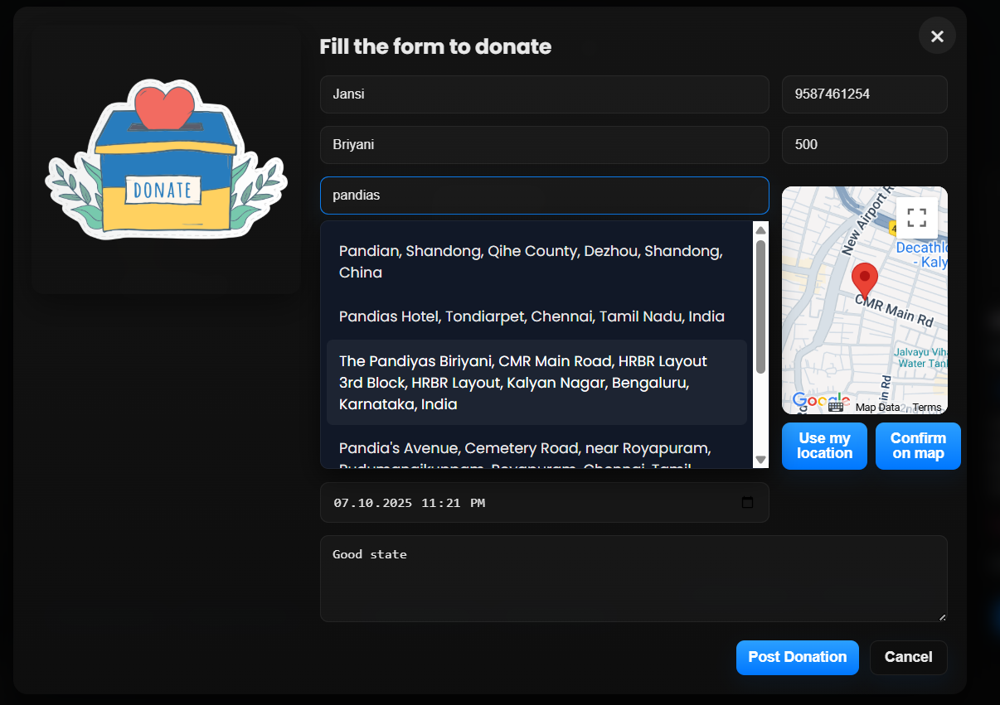 Fill the form to donate
Jansi
9587461254
Briyani
500
pandias
DONATE
Pandian, Shandong, Qihe County, Dezhou, Shandong,
China
Pandias Hotel, Tondiarpet, Chennai, Tamil Nadu, India
The Pandiyas Biriyani, CMR Main Road, HRBR Layout
3rd Block, HRBR Layout, Kalyan Nagar, Bengaluru,
Karnataka, India
Pandia's Avenue, Cemetery Road, near Royapuram,
New Airport R
4
Decathl
- Kaly
CMR Main Rd
Jalvayu Vih
Water Tan
in Rd
Google
Map Data
Terms
Use my
location
Confirm
on map
07.10.2025 11:21 PM
Good state
Post Donation
Cancel